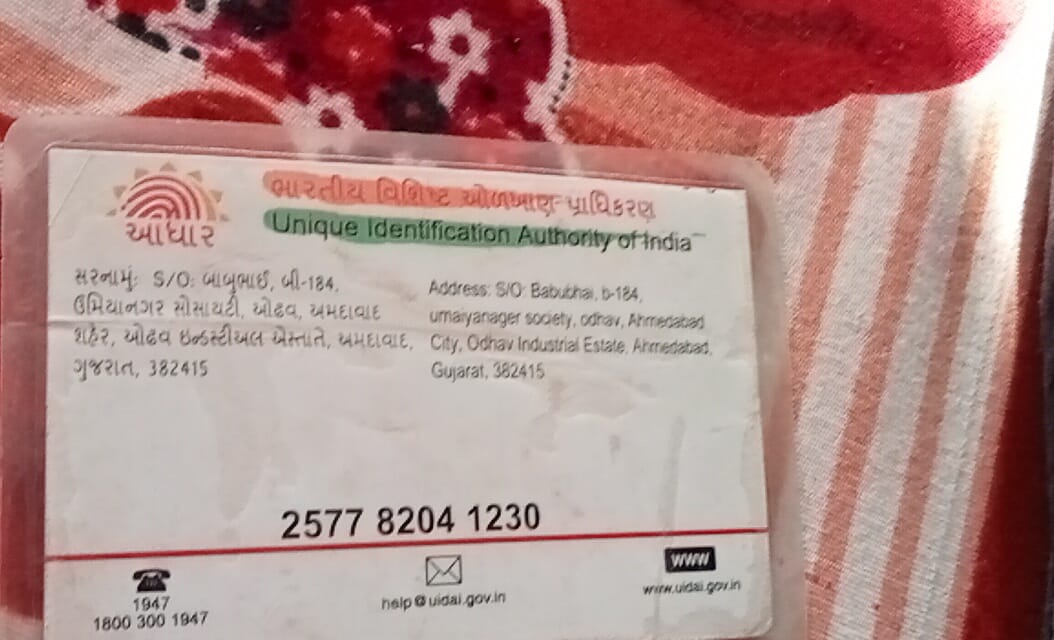 આધાર
ભારતીય વિશિષ્ટ ઓળખાણ પ્રાધિકરણ
Unique Identification Authority of India
સરનામું: S/O: બાબુભાઈ, બી-184,
ઉમિયાનગર સોસાયટી, ઓઢવ, અમદાવાદ
શહેર, ઓઢવ ઇન્ડસ્ટીઅલ એસ્તાતે, અમદાવાદ,
ગુજરાત, 382415
Address: S/O: Babubhai, b-184,
umaiyanager society, odhav, Ahmedabad
City, Odhav Industrial Estate, Ahmedabad,
Gujarat, 382415
2577 8204 1230
1947
1800 300 1947
help@uidai.gov.in
www
www.uidai.gov.in